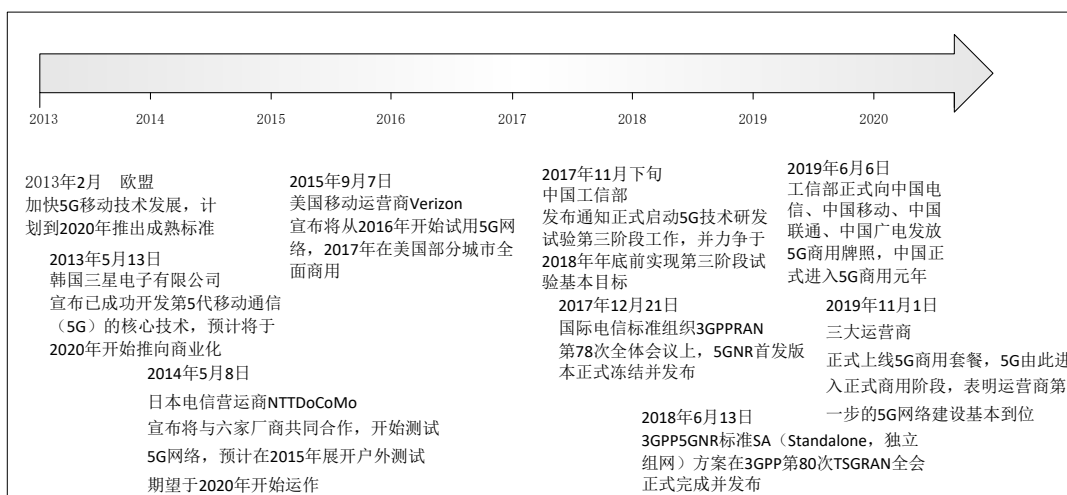 2013 2014 2015 2016 2017 2018 2019 2020
2013年2月 欧盟
加快5G移动技术发展，计
划到2020年推出成熟标准
2013年5月13日
韩国三星电子有限公司
宣布已成功开发第5代移动通信
（5G）的核心技术，预计将于
2020年开始推向商业化
2014年5月8日
日本电信营运商NTTDoCoMo
宣布将与六家厂商共同合作，开始测试
5G网络，预计在2015年展开户外测试
期望于2020年开始运作
2015年9月7日
美国移动运营商Verizon
宣布将从2016年开始试用5G网
络，2017年在美国部分城市全
面商用
2017年11月下旬
中国工信部
发布通知正式启动5G技术研发
试验第三阶段工作，并力争于
2018年年底前实现第三阶段试
验基本目标
2017年12月21日
国际电信标准组织3GPPRAN
第78次全体会议上，5GNR首发版
本正式冻结并发布
2018年6月13日
3GPP5GNR标准SA（Standalone，独立
组网）方案在3GPP第80次TSGRAN全会
正式完成并发布
2019年6月6日
工信部正式向中国电
信、中国移动、中国
联通、中国广电发放
5G商用牌照，中国正
式进入5G商用元年
2019年11月1日
三大运营商
正式上线5G商用套餐，5G由此进
入正式商用阶段，表明运营商第
一步的5G网络建设基本到位